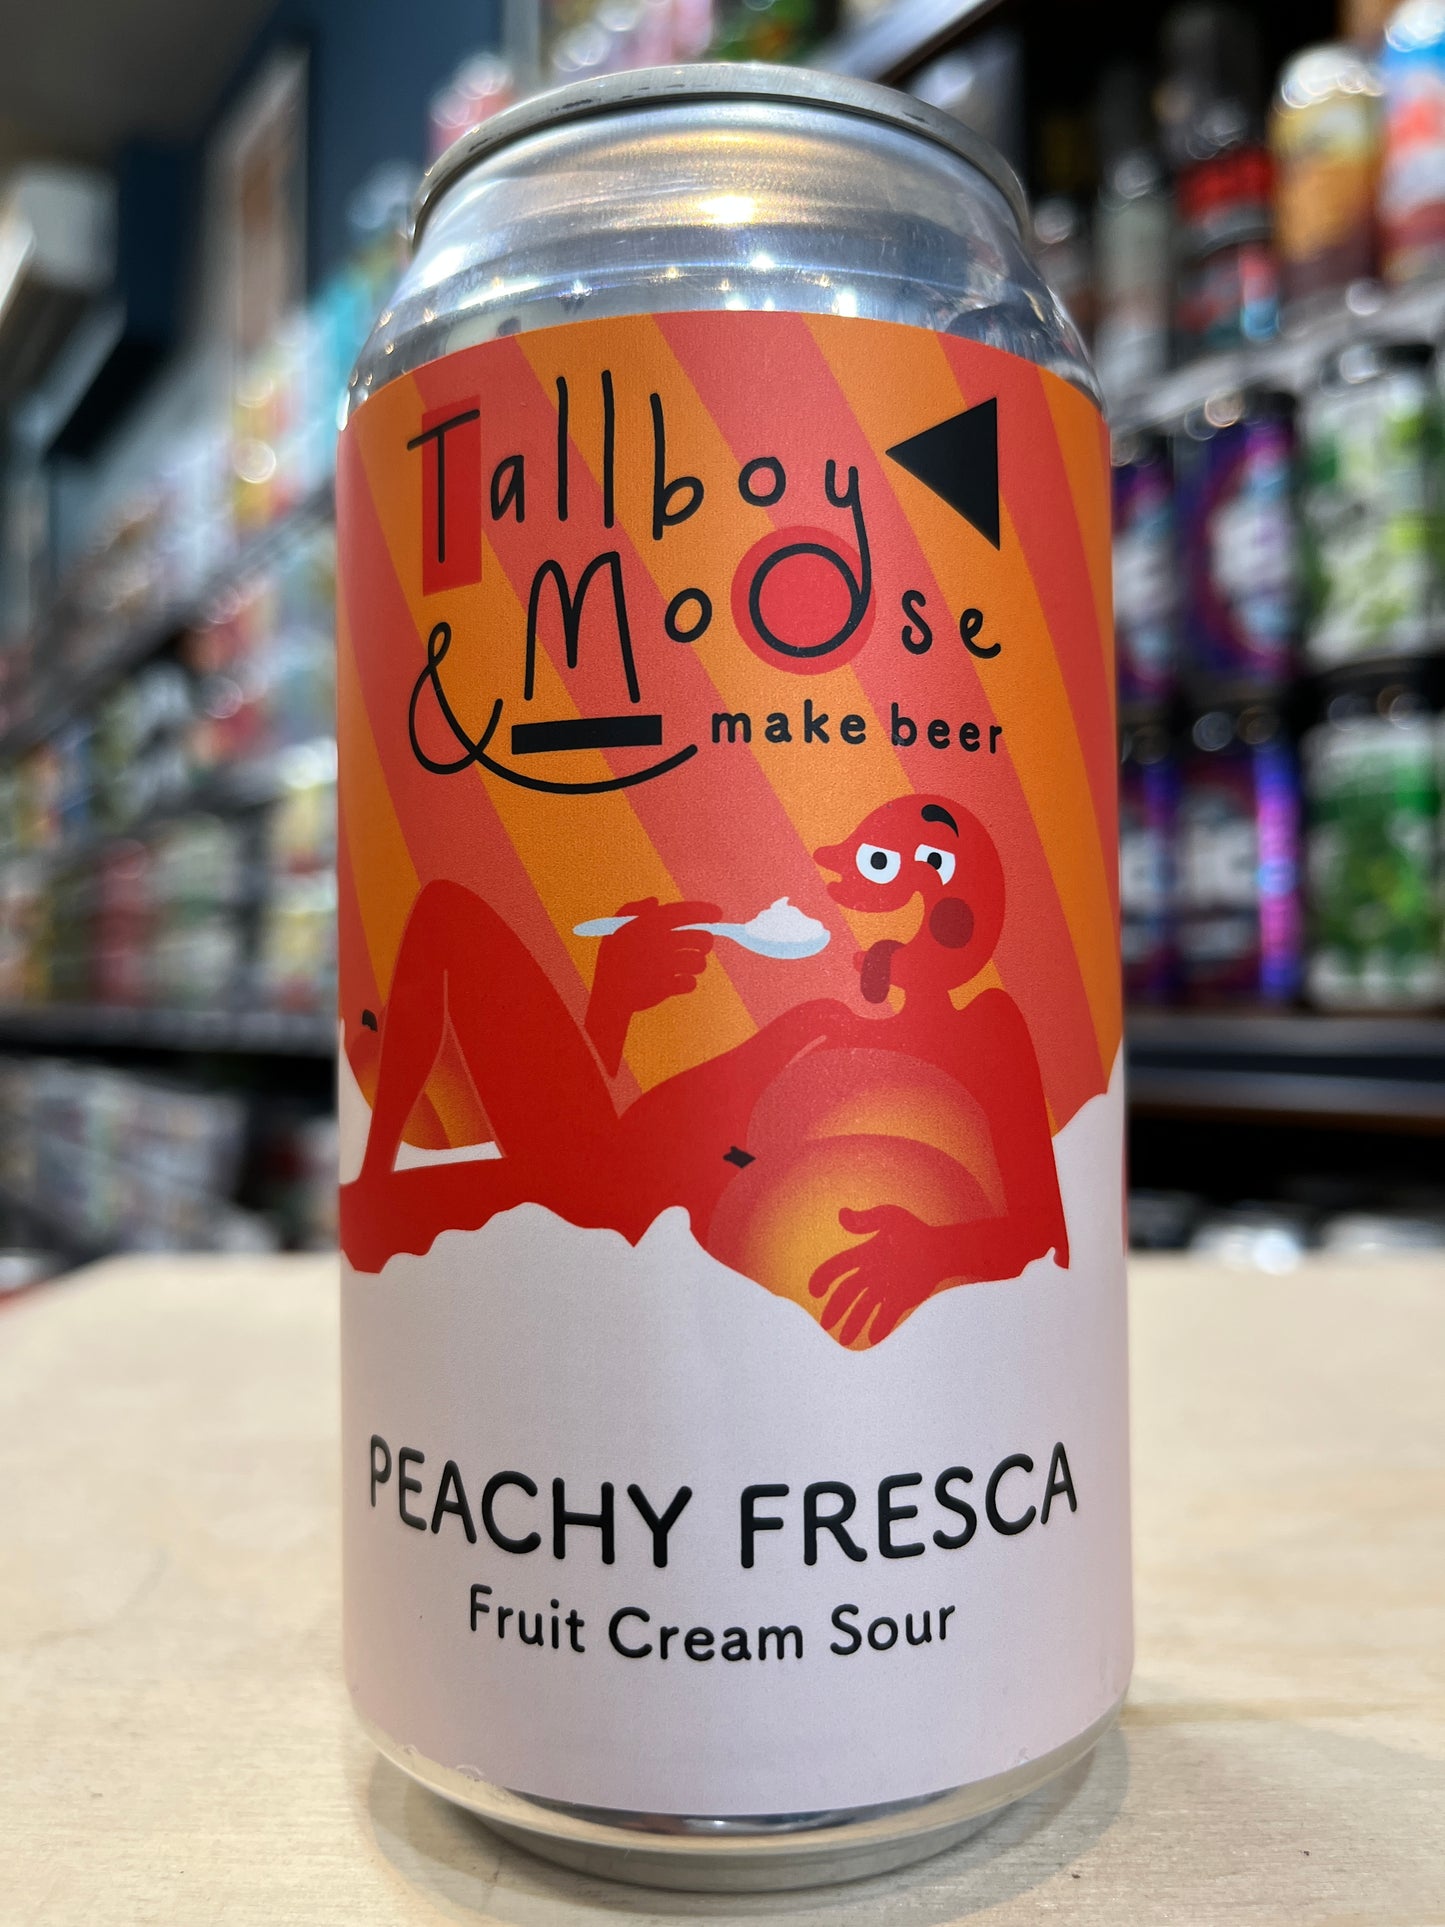 Tallboy
& Moose
make beer
PEACHY FRESCA
Fruit Cream Sour